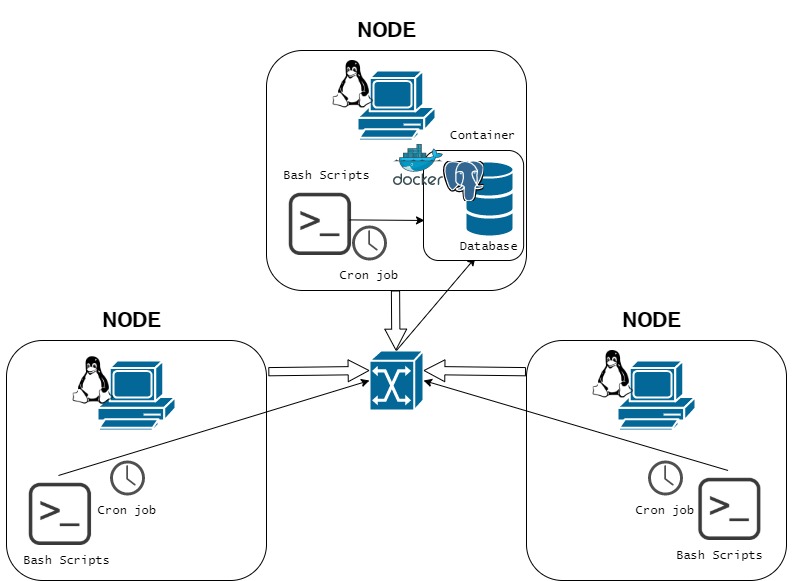 NODE
Container
docker
Bash Scripts
>_
Database
Cron job
NODE
NODE
Cron job
>_
Bash Scripts
Cron job
>_
Bash Scripts